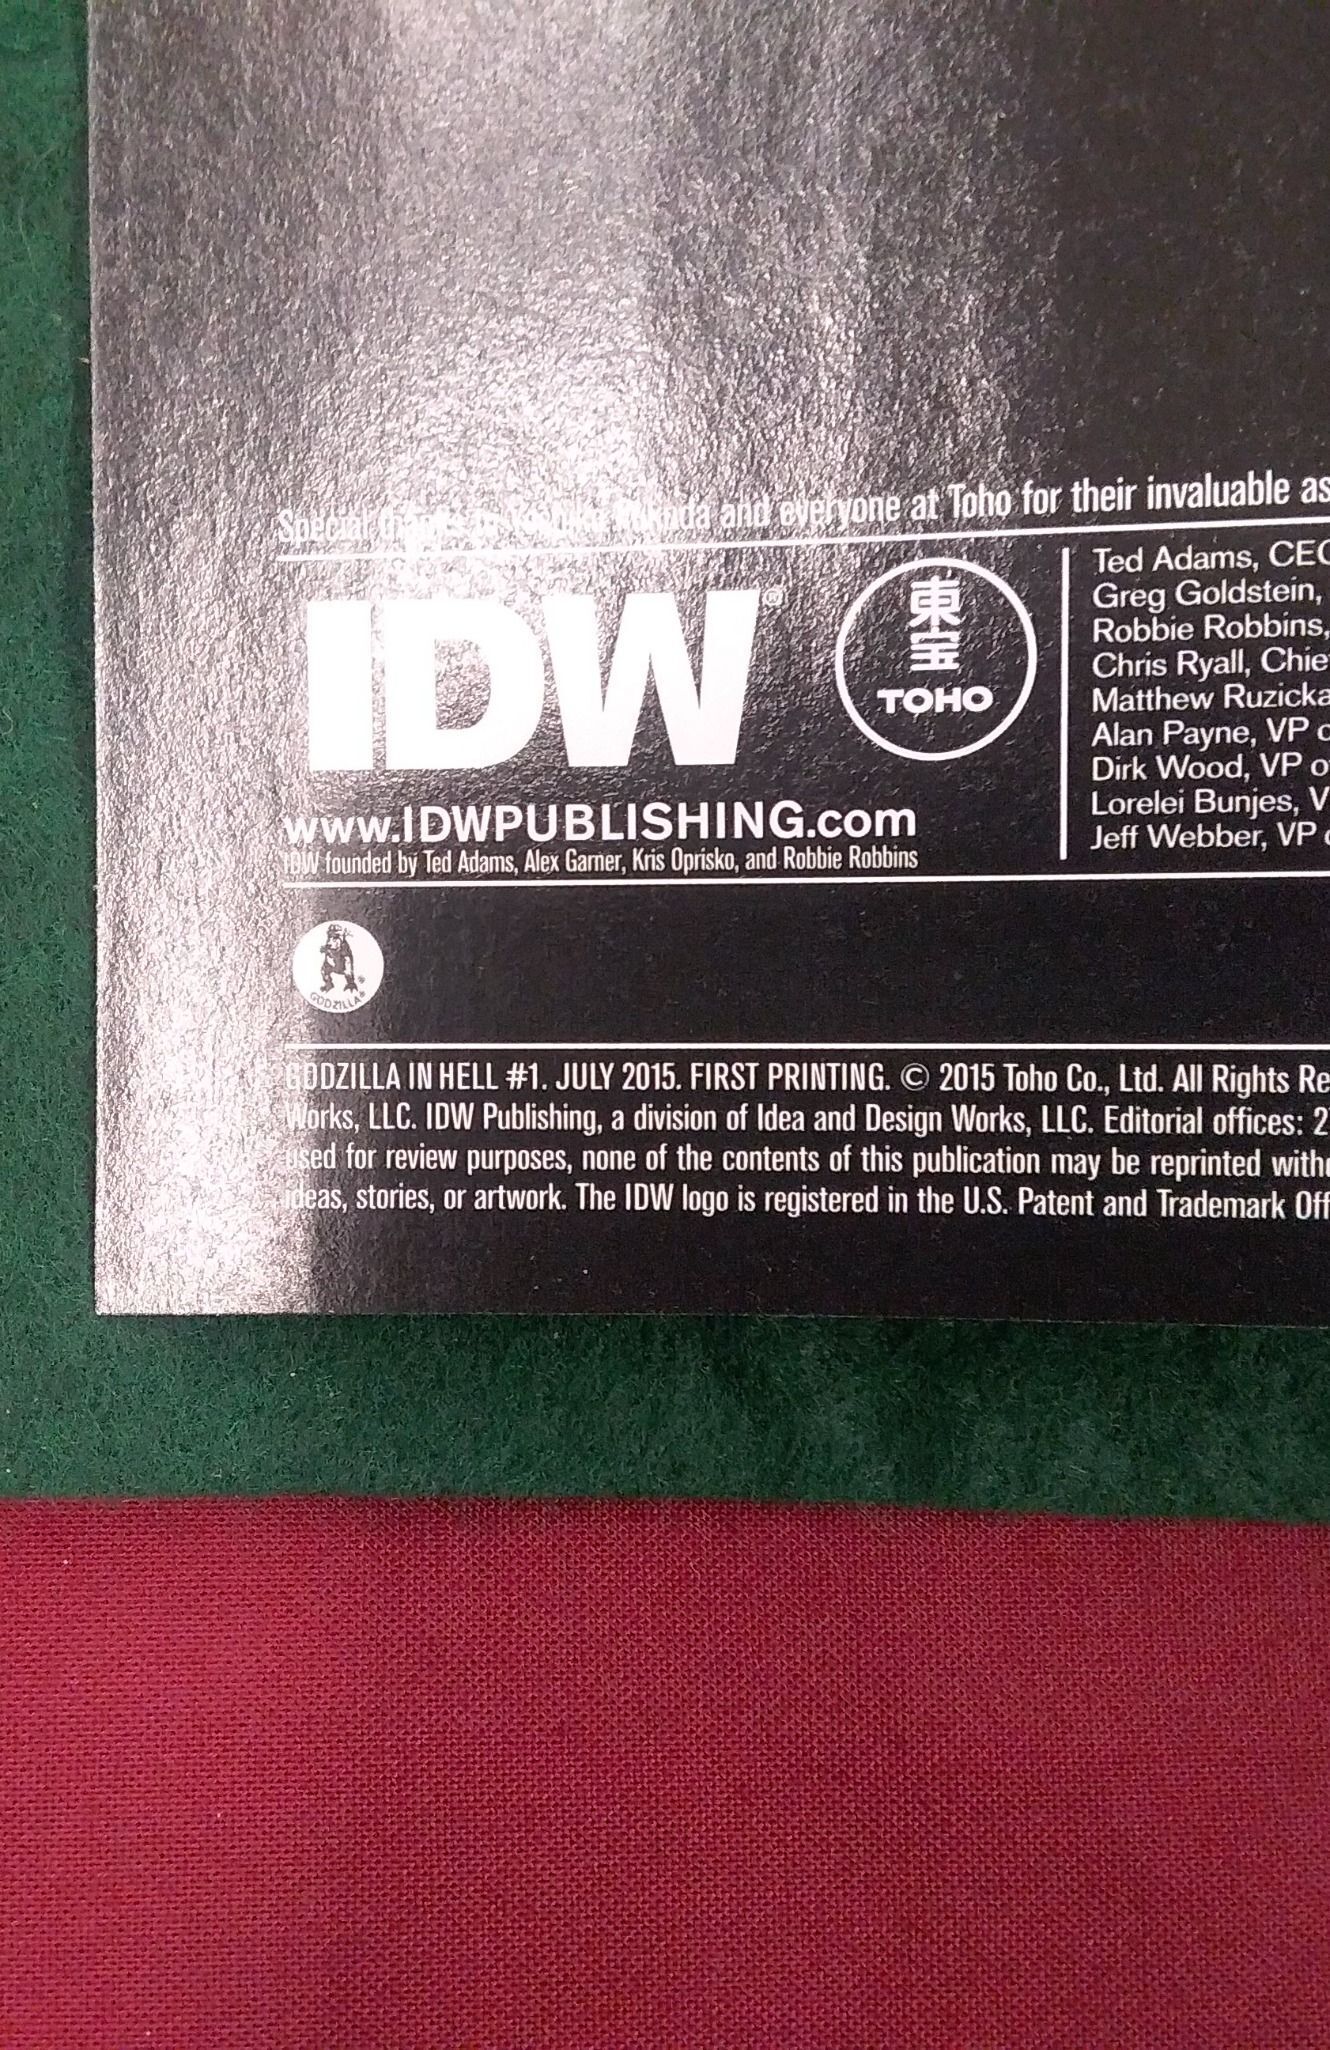 Special thanks to and everyone at Toho for their invaluable as
IDW®
東宝
TOHO
www.IDWPUBLISHING.com
IDW founded by Ted Adams, Alex Garner, Kris Oprisko, and Robbie Robbins
Ted Adams, CEO
Greg Goldstein,
Robbie Robbins,
Chris Ryall, Chief
Matthew Ruzicka
Alan Payne, VP o
Dirk Wood, VP of
Lorelei Bunjes, V
Jeff Webber, VP o
GODZILLA®
GODZILLA IN HELL #1. JULY 2015. FIRST PRINTING. © 2015 Toho Co., Ltd. All Rights Re
Works, LLC. IDW Publishing, a division of Idea and Design Works, LLC. Editorial offices: 2
used for review purposes, none of the contents of this publication may be reprinted witho
ideas, stories, or artwork. The IDW logo is registered in the U.S. Patent and Trademark Off